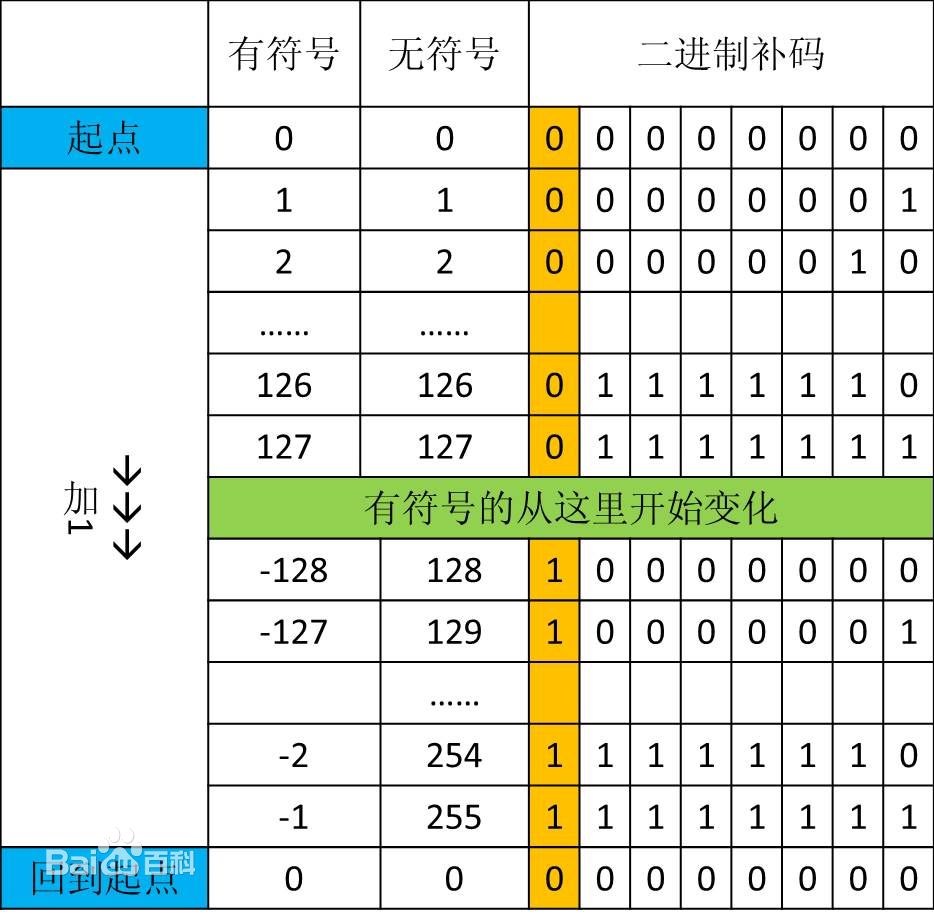 有符号 无符号 二进制补码
起点 0 0 0 0 0 0 0 0 0 0
1 1 0 0 0 0 0 0 0 1
2 2 0 0 0 0 0 0 1 0
…… ……
126 126 0 1 1 1 1 1 1 0
127 127 0 1 1 1 1 1 1 1
加1 ↓↓↓
有符号的从这里开始变化
-128 128 1 0 0 0 0 0 0 0
-127 129 1 0 0 0 0 0 0 1
……
-2 254 1 1 1 1 1 1 1 0
-1 255 1 1 1 1 1 1 1 1
Bai百科
回到起点 0 0 0 0 0 0 0 0 0 0